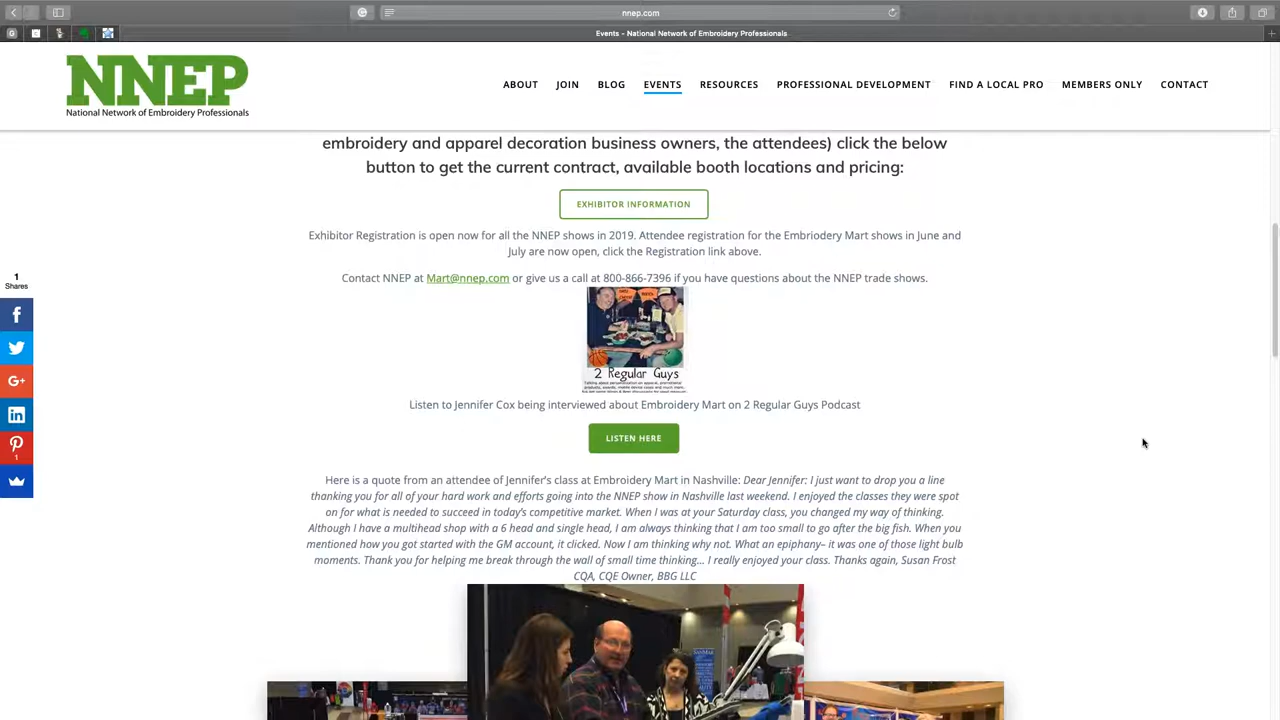 nnep.com
Events - National Network of Embroidery Professionals
NNEP
National Network of Embroidery Professionals
ABOUT JOIN BLOG EVENTS RESOURCES PROFESSIONAL DEVELOPMENT FIND A LOCAL PRO MEMBERS ONLY CONTACT
embroidery and apparel decoration business owners, the attendees) click the below
button to get the current contract, available booth locations and pricing:
EXHIBITOR INFORMATION
Exhibitor Registration is open now for all the NNEP shows in 2019. Attendee registration for the Embriodery Mart shows in June and
July are now open, click the Registration link above.
Contact NNEP at Mart@nnep.com or give us a call at 800-866-7396 if you have questions about the NNEP trade shows.
1
Shares
G+
in
1
2 Regular Guys
Listen to Jennifer Cox being interviewed about Embroidery Mart on 2 Regular Guys Podcast
LISTEN HERE
Here is a quote from an attendee of Jennifer's class at Embroidery Mart in Nashville: Dear Jennifer: I just want to drop you a line
thanking you for all of your hard work and efforts going into the NNEP show in Nashville last weekend. I enjoyed the classes they were spot
on for what is needed to succeed in today's competitive market. When I was at your Saturday class, you changed my way of thinking.
Although I have a multihead shop with a 6 head and single head, I am always thinking that I am too small to go after the big fish. When you
mentioned how you got started with the GM account, it clicked. Now I am thinking why not. What an epiphany– it was one of those light bulb
moments. Thank you for helping me break through the wall of small time thinking... I really enjoyed your class. Thanks again, Susan Frost
CQA, CQE Owner, BBG LLC